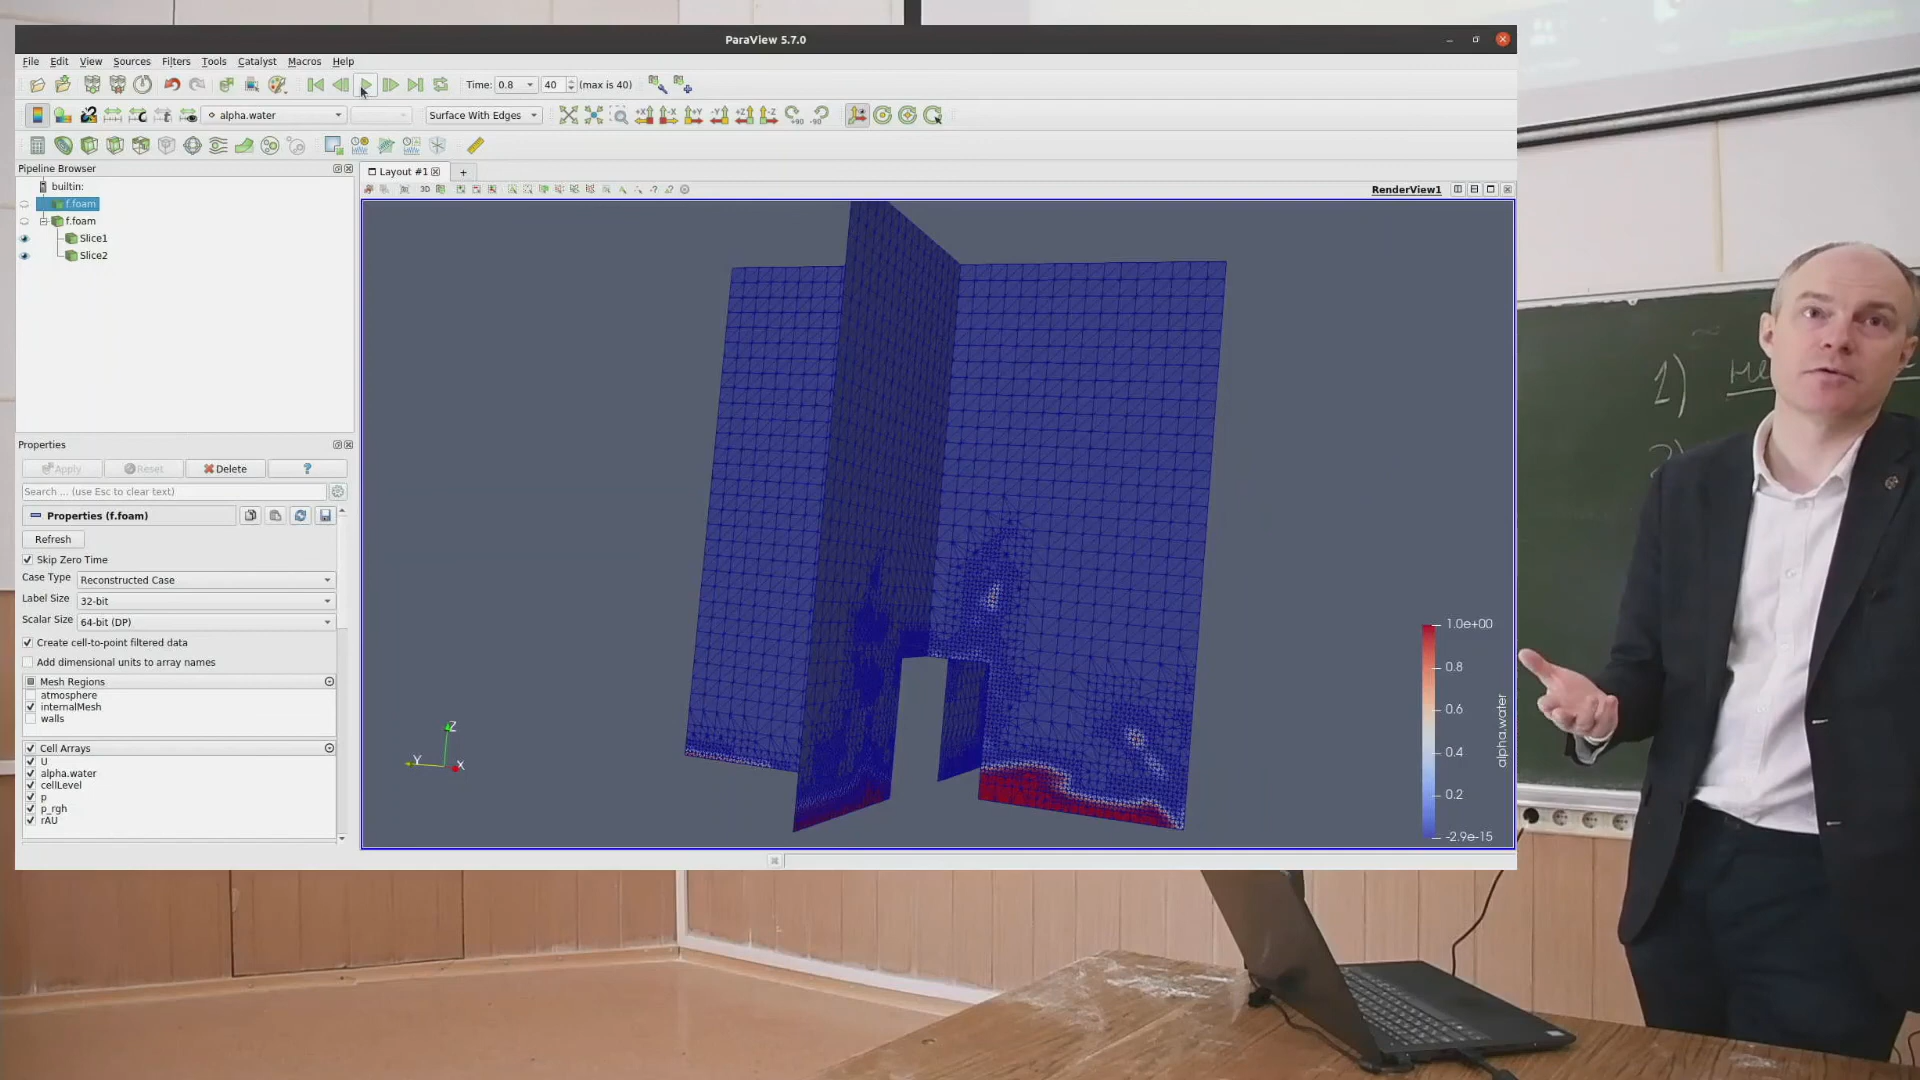 ParaView 5.7.0
File Edit View Sources Filters Tools Catalyst Macros Help
Time: 0.8 40 (max is 40)
alpha.water Surface With Edges
Pipeline Browser
Layout #1
+
builtin:
3D
RenderView1
f.foam
f.foam
Slice1
Slice2
Properties
Apply Reset Delete ?
Search ... (use Esc to clear text)
Properties (f.foam)
Refresh
Skip Zero Time
Case Type Reconstructed Case
Label Size 32-bit
Scalar Size 64-bit (DP)
Create cell-to-point filtered data
Add dimensional units to array names
Mesh Regions
atmosphere
internalMesh
walls
Cell Arrays
U
alpha.water
cellLevel
p
p_rgh
rAU
Z
Y
X
1.0e+00
0.8
0.6
0.4
0.2
-2.9e-15
alpha.water
1)
2)